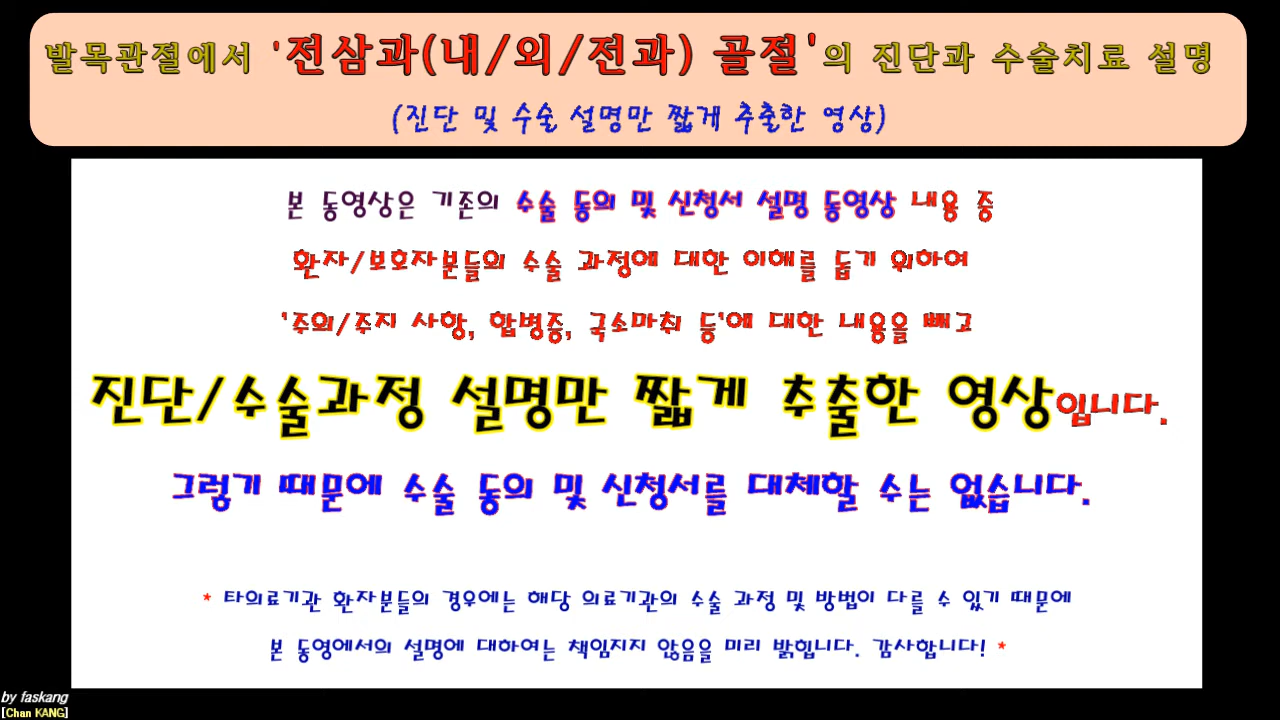 발목관절에서 '전삼과(내/외/전과) 골절'의 진단과 수술치료 설명
(진단 및 수술 설명만 짧게 추출한 영상)
본 동영상은 기존의 수술 동의 및 신청서 설명 동영상 내용 중
환자/보호자분들의 수술 과정에 대한 이해를 돕기 위하여
'주의/주지 사항, 합병증, 국소마취 등'에 대한 내용을 빼고
진단/수술과정 설명만 짧게 추출한 영상입니다.
그렇기 때문에 수술 동의 및 신청서를 대체할 수는 없습니다.
* 타의료기관 환자분들의 경우에는 해당 의료기관의 수술 과정 및 방법이 다를 수 있기 때문에
본 동영에서의 설명에 대하여는 책임지지 않음을 미리 밝힙니다. 감사합니다! *
by faskang
[Chan KANG]